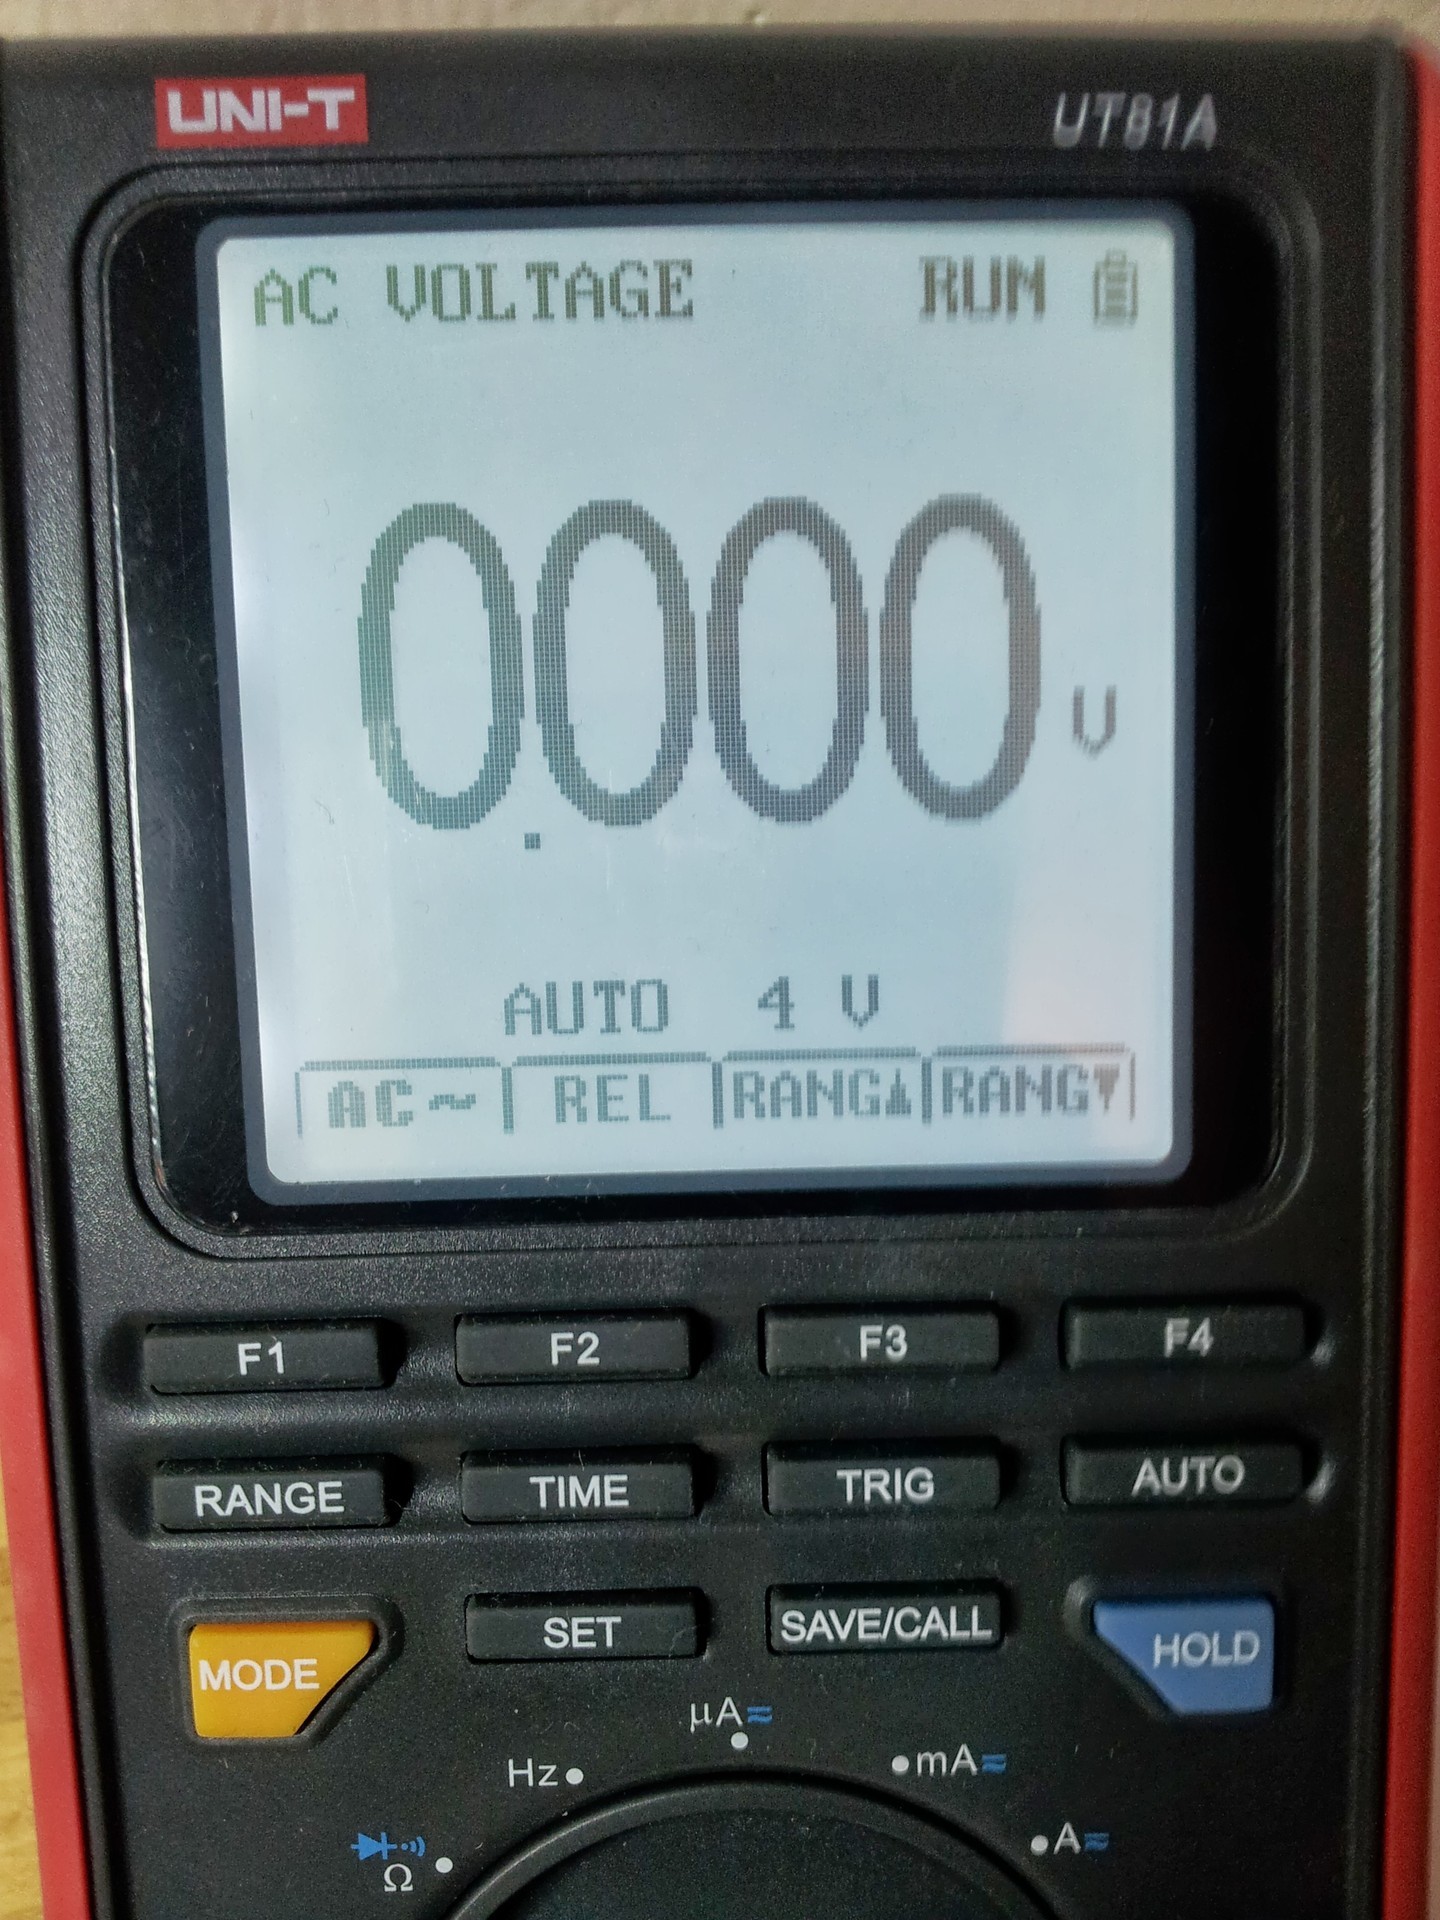 UNI-T UT81A
AC VOLTAGE RUN
0.000 V
AUTO 4 V
AC~ REL RANG▲ RANG▼
F1 F2 F3 F4
RANGE TIME TRIG AUTO
MODE SET SAVE/CALL HOLD
µA
Hz mA
A
Ω